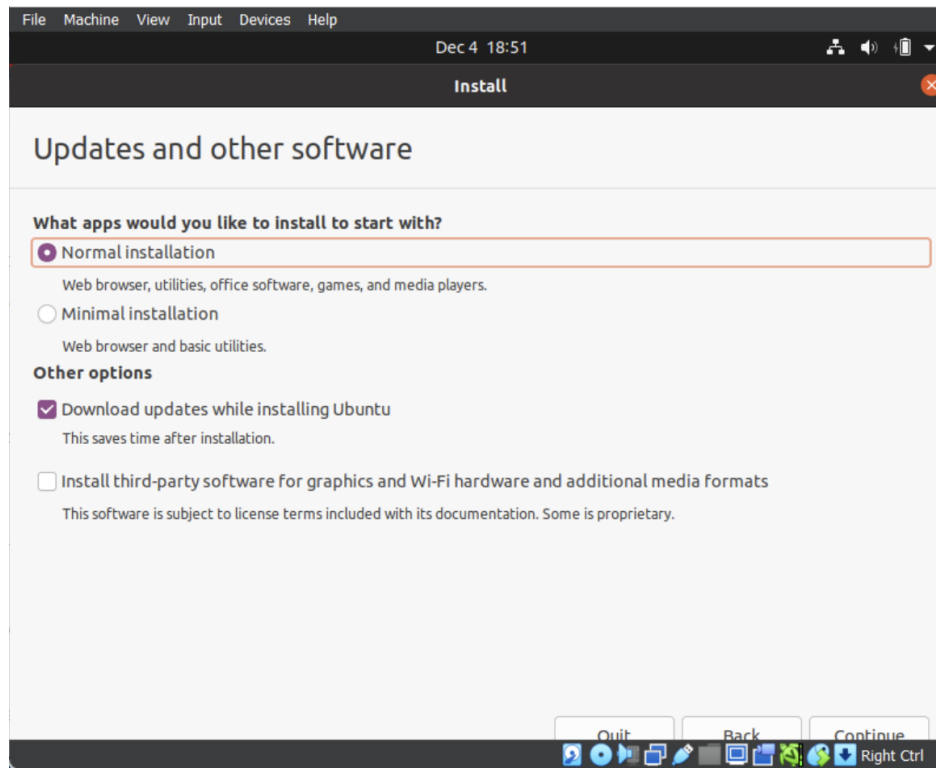 File Machine View Input Devices Help
Dec 4 18:51
Install
Updates and other software
What apps would you like to install to start with?
Normal installation
Web browser, utilities, office software, games, and media players.
Minimal installation
Web browser and basic utilities.
Other options
Download updates while installing Ubuntu
This saves time after installation.
Install third-party software for graphics and Wi-Fi hardware and additional media formats
This software is subject to license terms included with its documentation. Some is proprietary.
Quit Back Continue
Right Ctrl